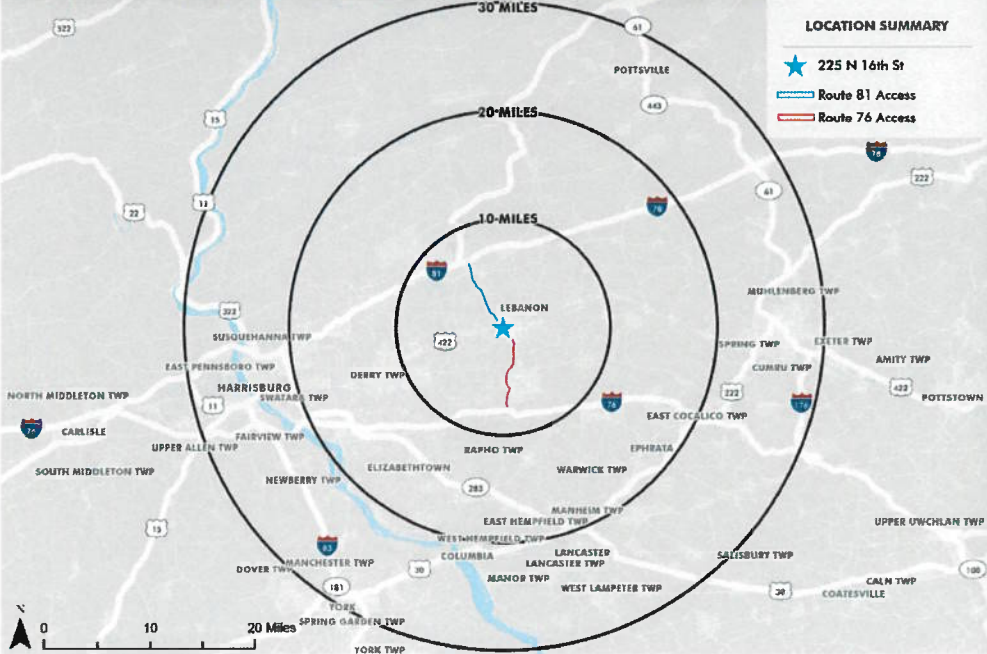 30 MILES
322
61
LOCATION SUMMARY
225 N 16th St
Route 81 Access
Route 76 Access
POTTSVILLE
443
15
20 MILES
78
222
61
11
22
78
10 MILES
81
322
MUHLENBERG TWP
LEBANON
422
SUSQUEHANNA TWP
SPRING TWP
EXETER TWP
EAST PENNSBORO TWP
DERRY TWP
CUMRU TWP
AMITY TWP
HARRISBURG
NORTH MIDDLETON TWP
SWATARA TWP
222
422
POTTSTOWN
11
76
176
EAST COCALICO TWP
76
CARLISLE
FAIRVIEW TWP
UPPER ALLEN TWP
RAPHO TWP
EPHRATA
SOUTH MIDDLETON TWP
ELIZABETHTOWN
WARWICK TWP
NEWBERRY TWP
283
MANHEIM TWP
15
EAST HEMPFIELD TWP
UPPER UWCHLAN TWP
WEST HEMPFIELD TWP
83
COLUMBIA
LANCASTER
SALISBURY TWP
MANCHESTER TWP
LANCASTER TWP
DOVER TWP
30
MANOR TWP
100
181
WEST LAMPETER TWP
30
CALN TWP
COATESVILLE
YORK
N
SPRING GARDEN TWP
0 10 20 Miles
YORK TWP